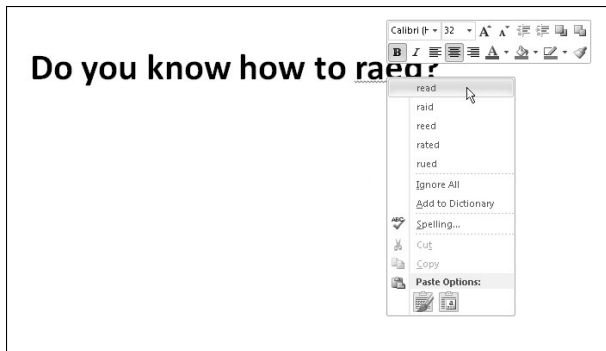 Calibri (H 32 A A
B I A
Do you know how to raed?
read
raid
reed
rated
rued
Ignore All
Add to Dictionary
ABC Spelling...
Cut
Copy
Paste Options:
a